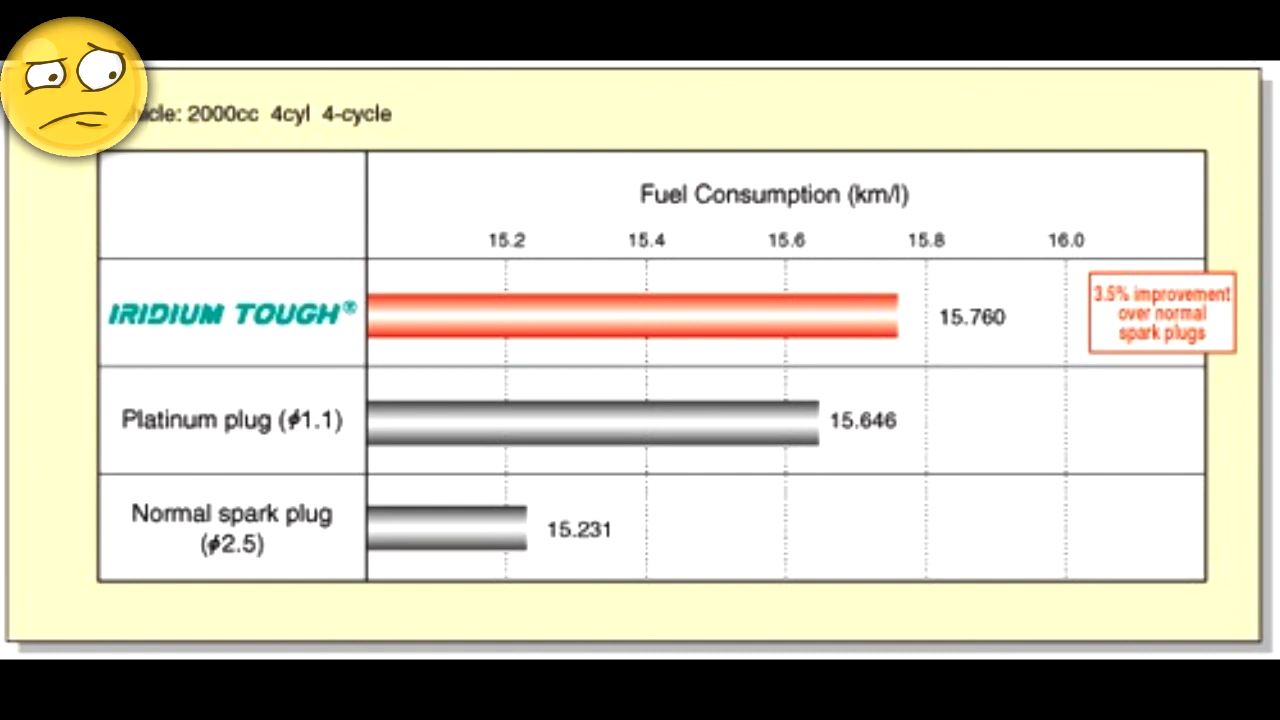 2000cc 4cyl 4-cycle
Fuel Consumption (km/l)
15.2 15.4 15.6 15.8 16.0
IRIDIUM TOUGH® 15.760
3.5% improvement
over normal
spark plugs
Platinum plug (φ1.1) 15.646
Normal spark plug
(φ2.5)
15.231